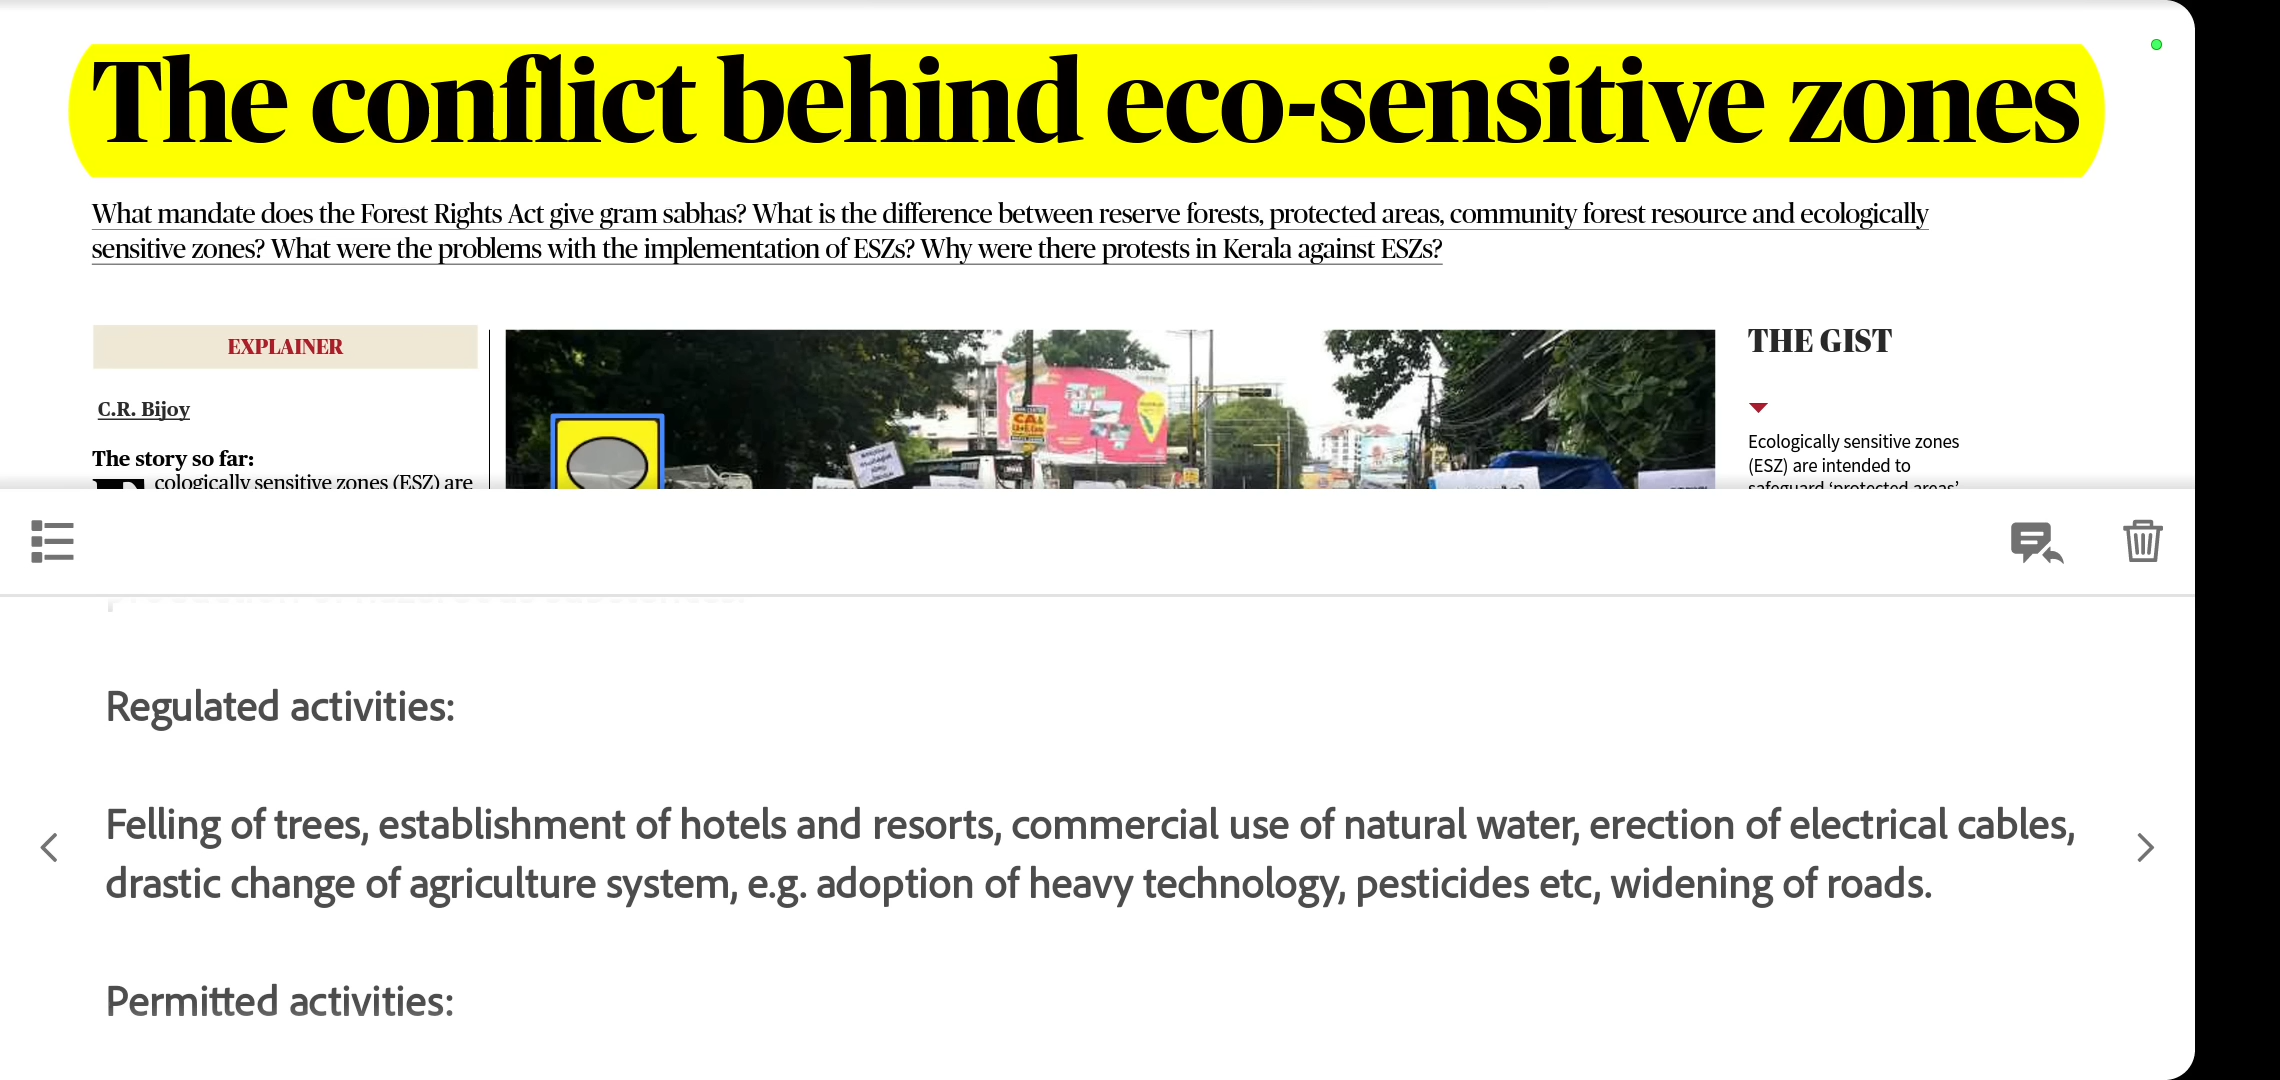 The conflict behind eco-sensitive zones
What mandate does the Forest Rights Act give gram sabhas? What is the difference between reserve forests, protected areas, community forest resource and ecologically
sensitive zones? What were the problems with the implementation of ESZs? Why were there protests in Kerala against ESZs?
EXPLAINER
C.R. Bijoy
The story so far:
cologically sensitive zones (ESZ) are
THE GIST
Ecologically sensitive zones
(ESZ) are intended to
safeguard ‘protected areas’
Regulated activities:
Felling of trees, establishment of hotels and resorts, commercial use of natural water, erection of electrical cables,
drastic change of agriculture system, e.g. adoption of heavy technology, pesticides etc, widening of roads.
Permitted activities: